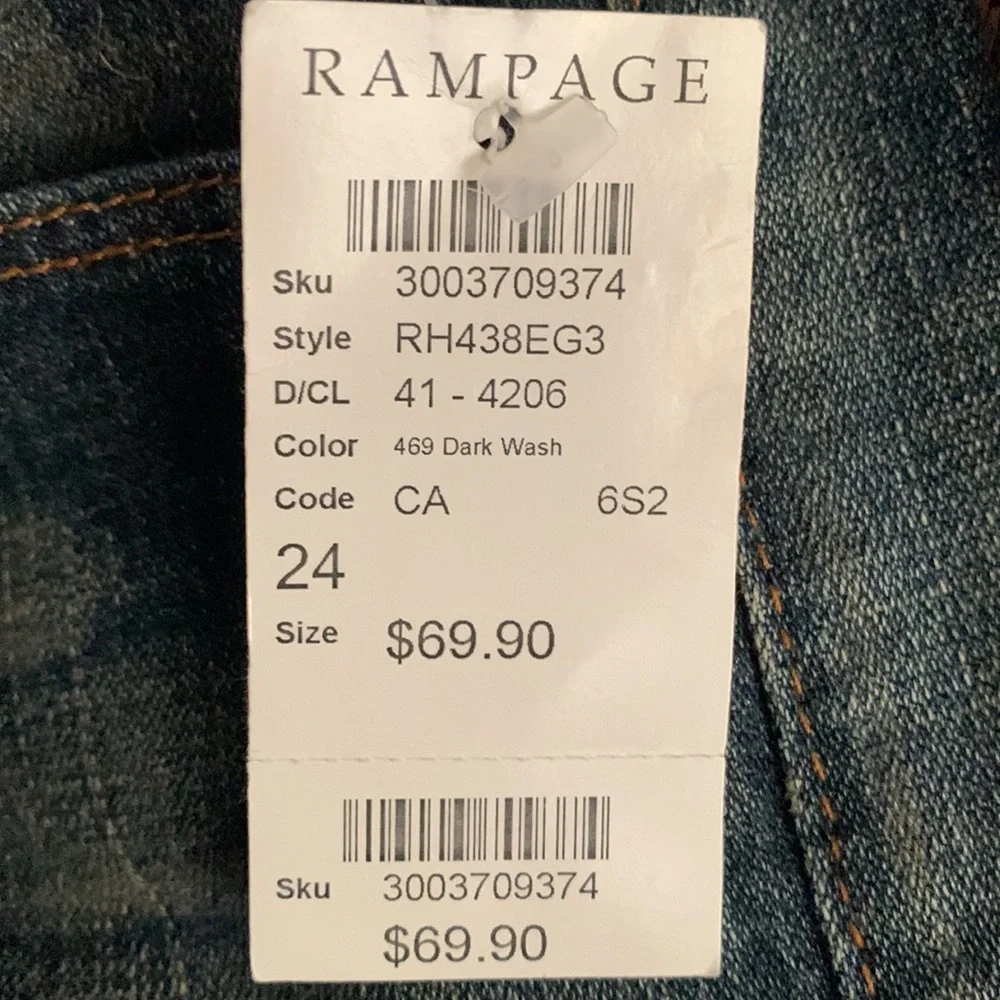 RAMPAGE
Sku 3003709374
Style RH438EG3
D/CL 41 - 4206
Color 469 Dark Wash
Code CA 6S2
24
Size $69.90
Sku 3003709374
$69.90